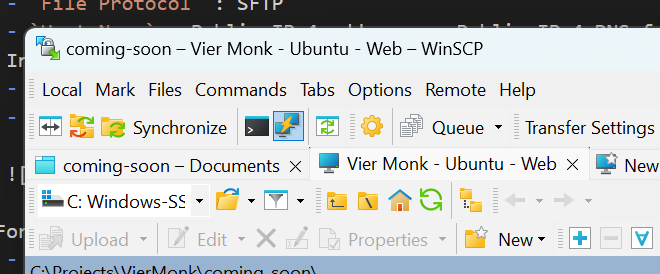 - `File Protocol` : SFTP
coming-soon – Vier Monk - Ubuntu - Web – WinSCP
In
Local Mark Files Commands Tabs Options Remote Help
Synchronize Queue Transfer Settings
coming-soon – Documents Vier Monk - Ubuntu - Web New
![
C: Windows-SS
For
Upload Edit Properties New
C:\Projects\VierMonk\coming-soon\